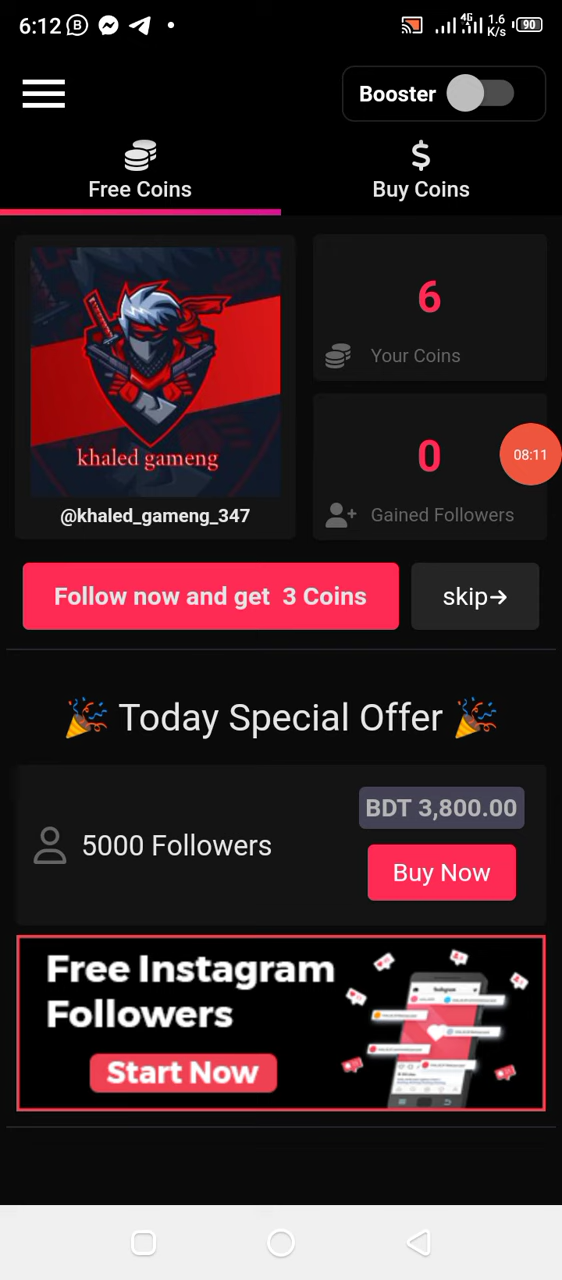 6:12
4G
1.6
K/s
90
Booster
Free Coins
Buy Coins
khaled gameng
@khaled_gameng_347
6
Your Coins
0
08:11
Gained Followers
Follow now and get 3 Coins
skip→
🎉 Today Special Offer 🎉
5000 Followers
BDT 3,800.00
Buy Now
Free Instagram
Followers
Start Now